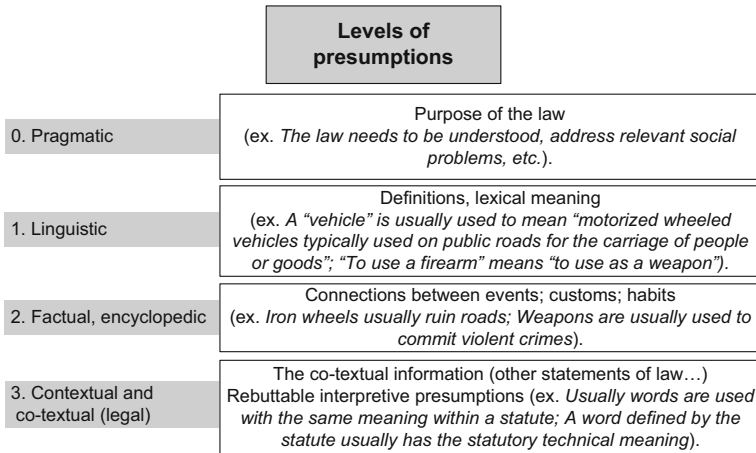 Levels of
presumptions
0. Pragmatic
Purpose of the law
(ex. The law needs to be understood, address relevant social
problems, etc.).
1. Linguistic
Definitions, lexical meaning
(ex. A “vehicle” is usually used to mean “motorized wheeled
vehicles typically used on public roads for the carriage of people
or goods”; “To use a firearm” means “to use as a weapon”).
2. Factual, encyclopedic
Connections between events; customs; habits
(ex. Iron wheels usually ruin roads; Weapons are usually used to
commit violent crimes).
3. Contextual and
co-textual (legal)
The co-textual information (other statements of law…)
Rebuttable interpretive presumptions (ex. Usually words are used
with the same meaning within a statute; A word defined by the
statute usually has the statutory technical meaning).